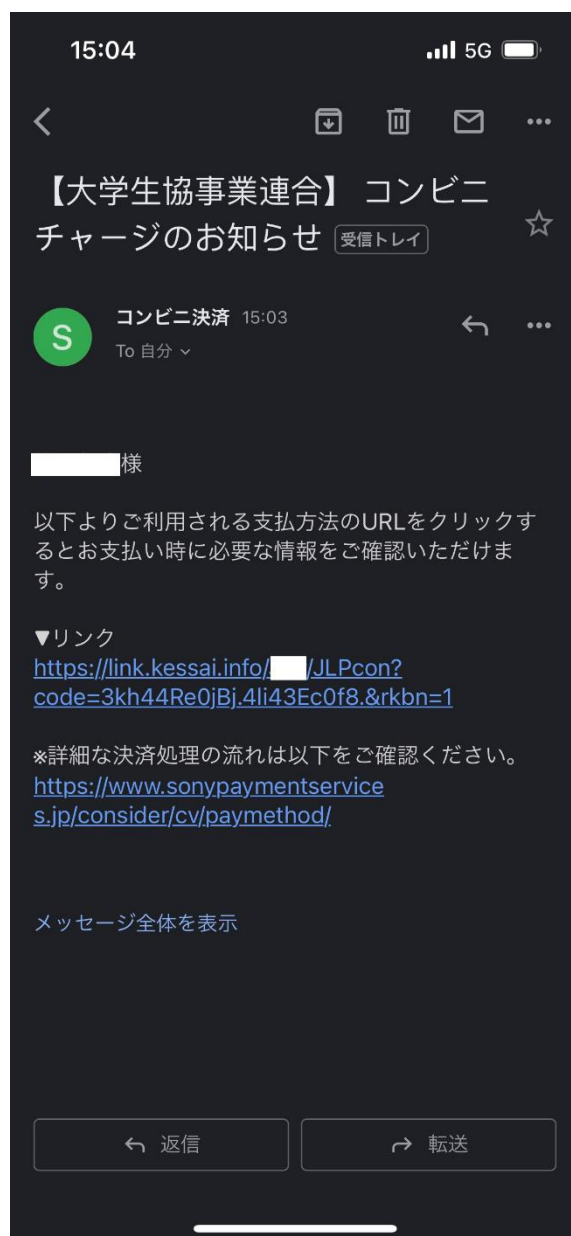 15:04
5G
【大学生協事業連合】 コンビニ
チャージのお知らせ 受信トレイ
S
コンビニ決済 15:03
To 自分
様
以下よりご利用される支払方法のURLをクリックす
るとお支払い時に必要な情報をご確認いただけま
す。
▼リンク
https://link.kessai.info/ /JLPcon?
code=3kh44Re0jBj.4li43Ec0f8.&rkbn=1
※詳細な決済処理の流れは以下をご確認ください。
https://www.sonypaymentservice
s.jp/consider/cv/paymethod/
メッセージ全体を表示
返信
転送